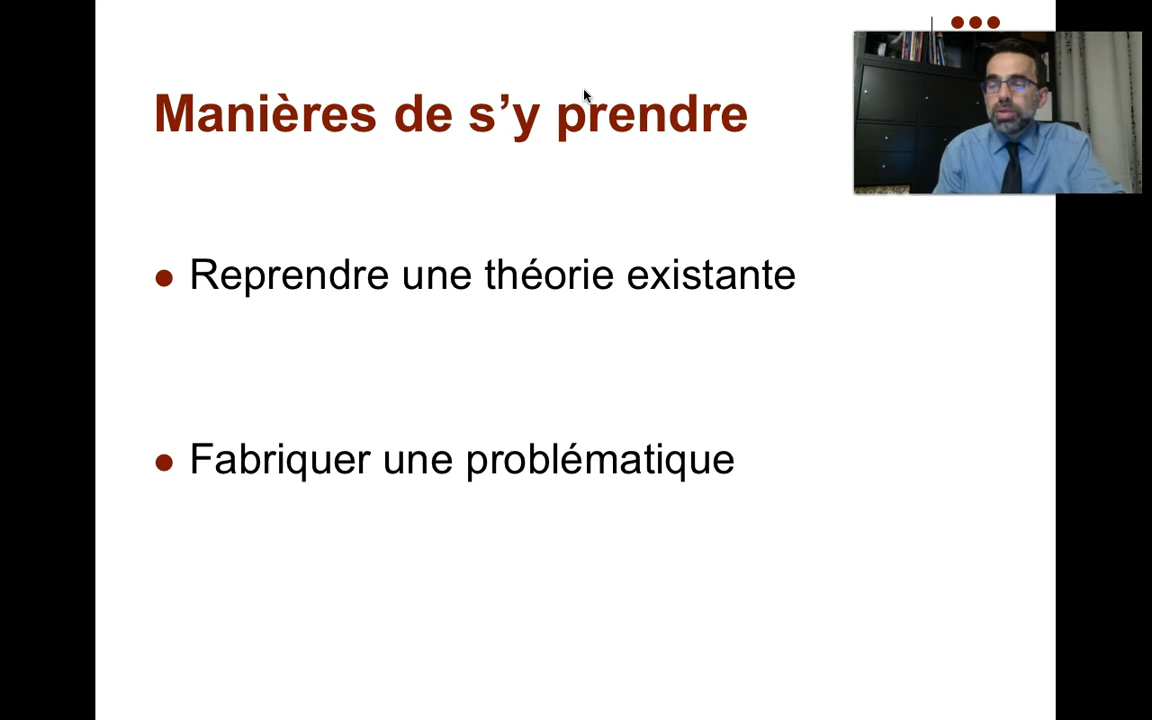 Manières de s’y prendre
Reprendre une théorie existante
Fabriquer une problématique